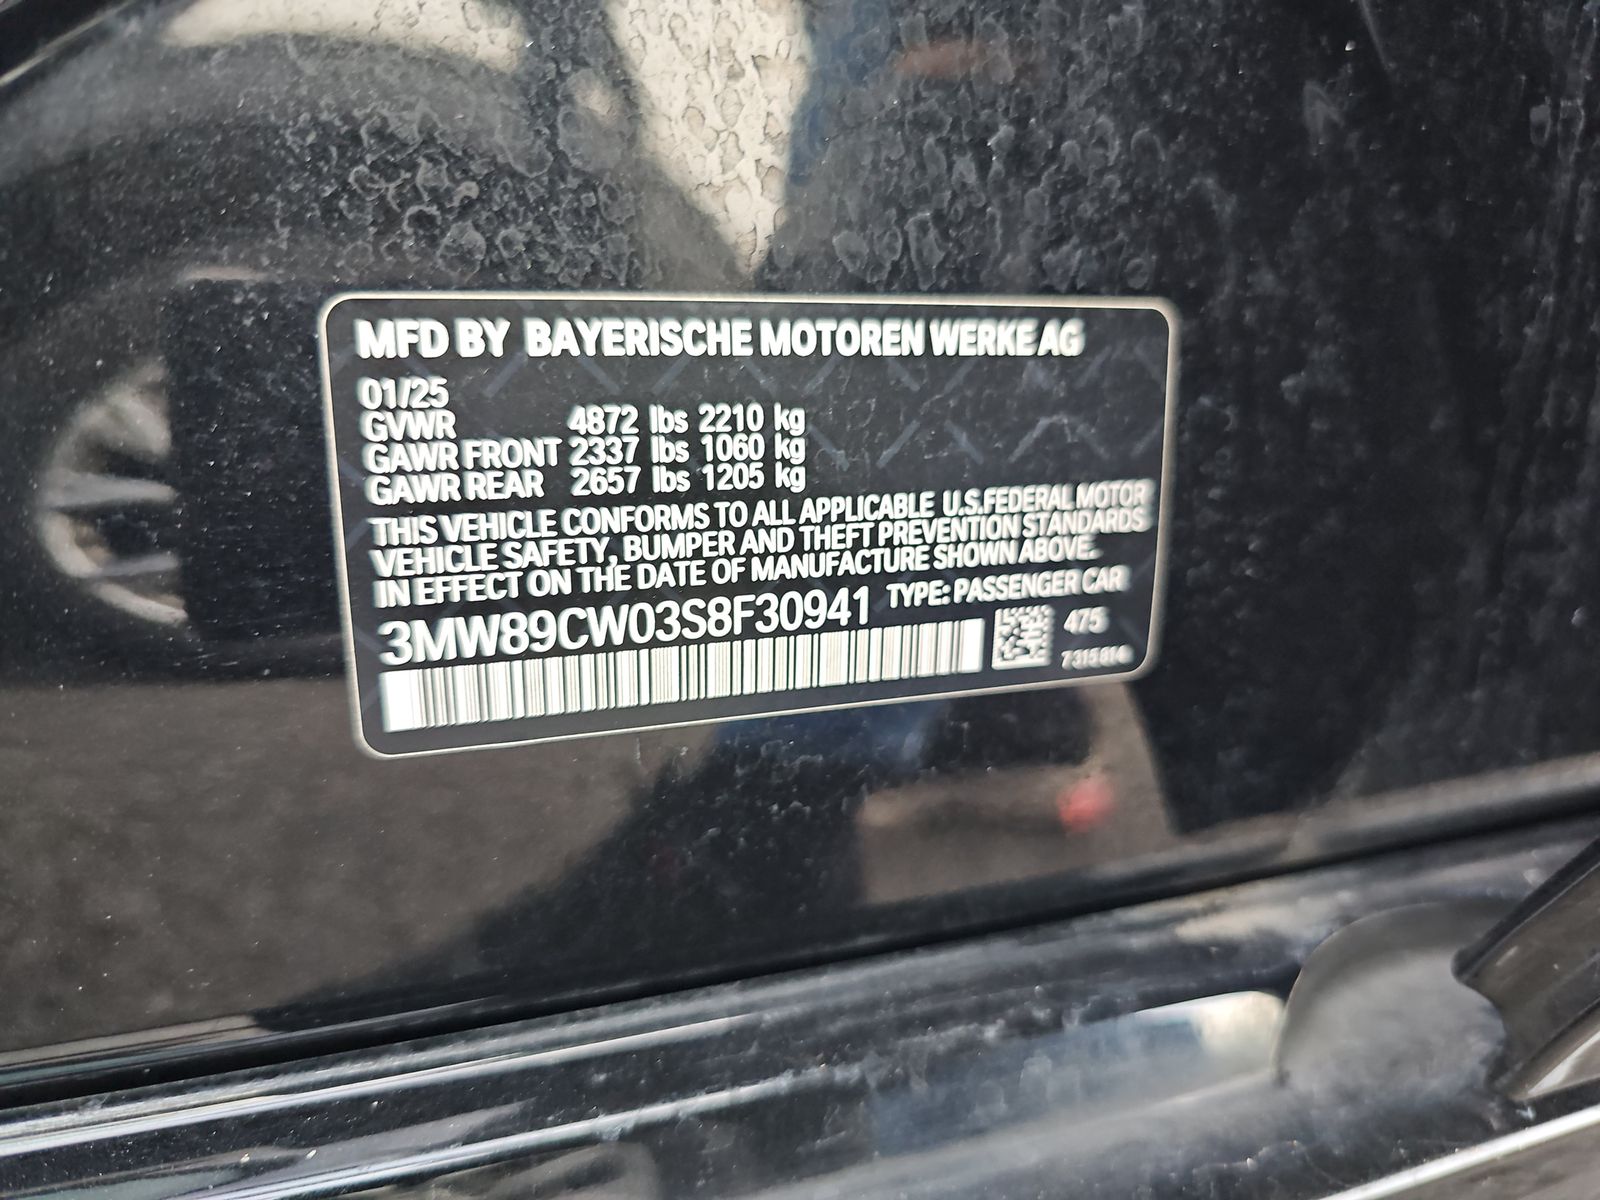 MFD BY BAYERISCHE MOTOREN WERKE AG
01/25
GVWR 4872 lbs 2210 kg
GAWR FRONT 2337 lbs 1060 kg
GAWR REAR 2657 lbs 1205 kg
THIS VEHICLE CONFORMS TO ALL APPLICABLE U.S.FEDERAL MOTOR
VEHICLE SAFETY, BUMPER AND THEFT PREVENTION STANDARDS
IN EFFECT ON THE DATE OF MANUFACTURE SHOWN ABOVE.
3MW89CW03S8F30941 TYPE: PASSENGER CAR
475
7315814